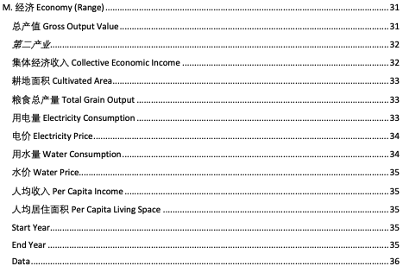 M. 经济 Economy (Range) 31
总产值 Gross Output Value 31
第二产业 32
集体经济收入 Collective Economic Income 32
耕地面积 Cultivated Area 33
粮食总产量 Total Grain Output 33
用电量 Electricity Consumption 33
电价 Electricity Price 34
用水量 Water Consumption 34
水价 Water Price 35
人均收入 Per Capita Income 35
人均居住面积 Per Capita Living Space 35
Start Year 35
End Year 35
Data 36